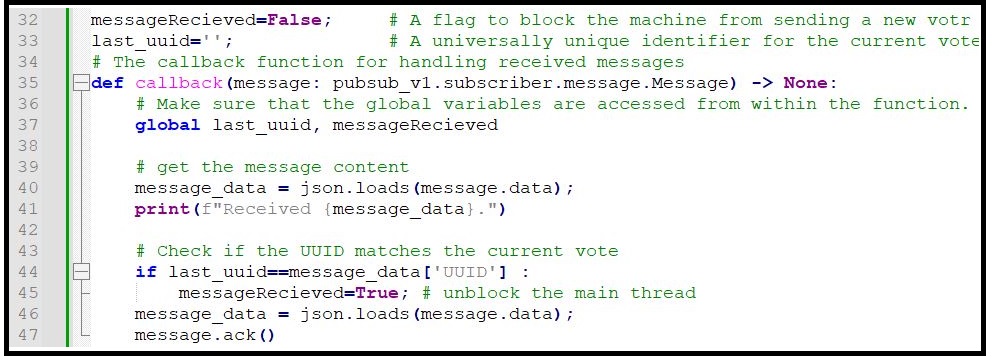 32 messageRecieved=False; # A flag to block the machine from sending a new votr
33 last_uuid=''; # A universally unique identifier for the current vote
34 # The callback function for handling received messages
35 def callback(message: pubsub_v1.subscriber.message.Message) -> None:
36 # Make sure that the global variables are accessed from within the function.
37 global last_uuid, messageRecieved
38
39 # get the message content
40 message_data = json.loads(message.data);
41 print(f"Received {message_data}.")
42
43 # Check if the UUID matches the current vote
44 if last_uuid==message_data['UUID'] :
45 messageRecieved=True; # unblock the main thread
46 message_data = json.loads(message.data);
47 message.ack()